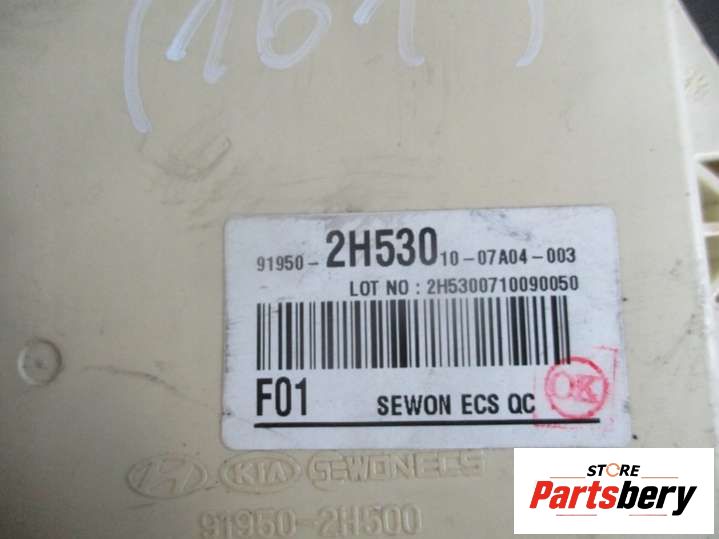 (161)
91950-2H530 10-07A04-003
LOT NO : 2H5300710090050
F01 SEWON ECS QC OK
KIA SEWONECS
91950-2H500
STORE
Partsbery